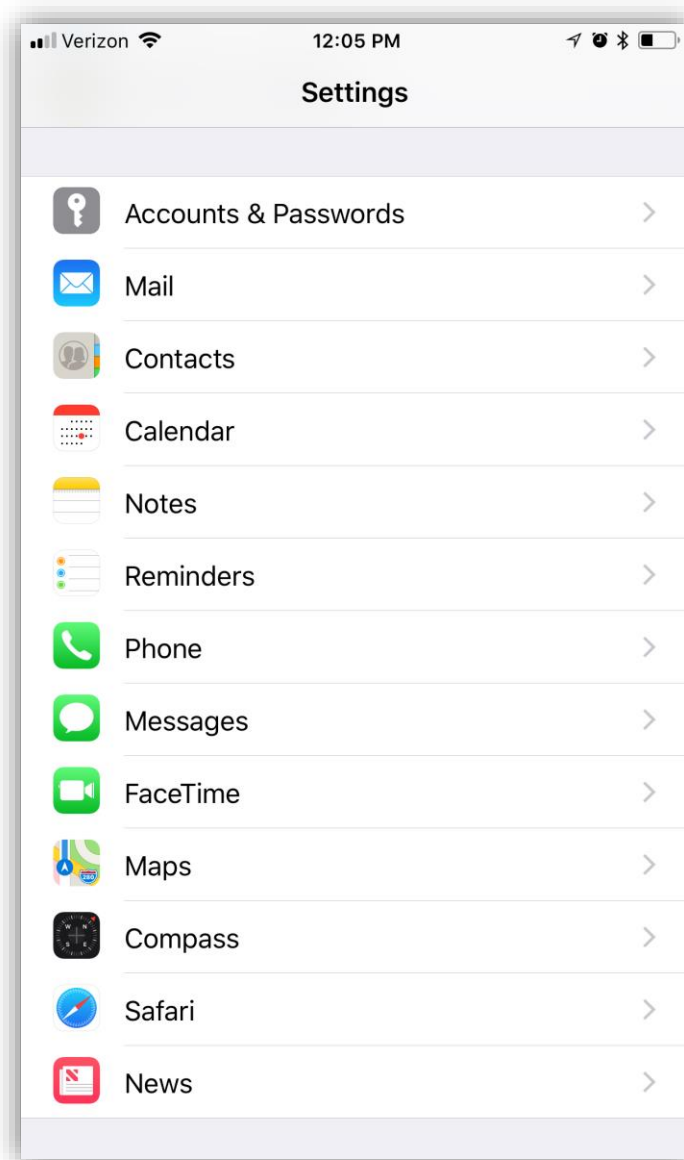 Verizon 12:05 PM
Settings
Accounts & Passwords
Mail
Contacts
Calendar
Notes
Reminders
Phone
Messages
FaceTime
Maps
280
Compass
W N
S E
Safari
News